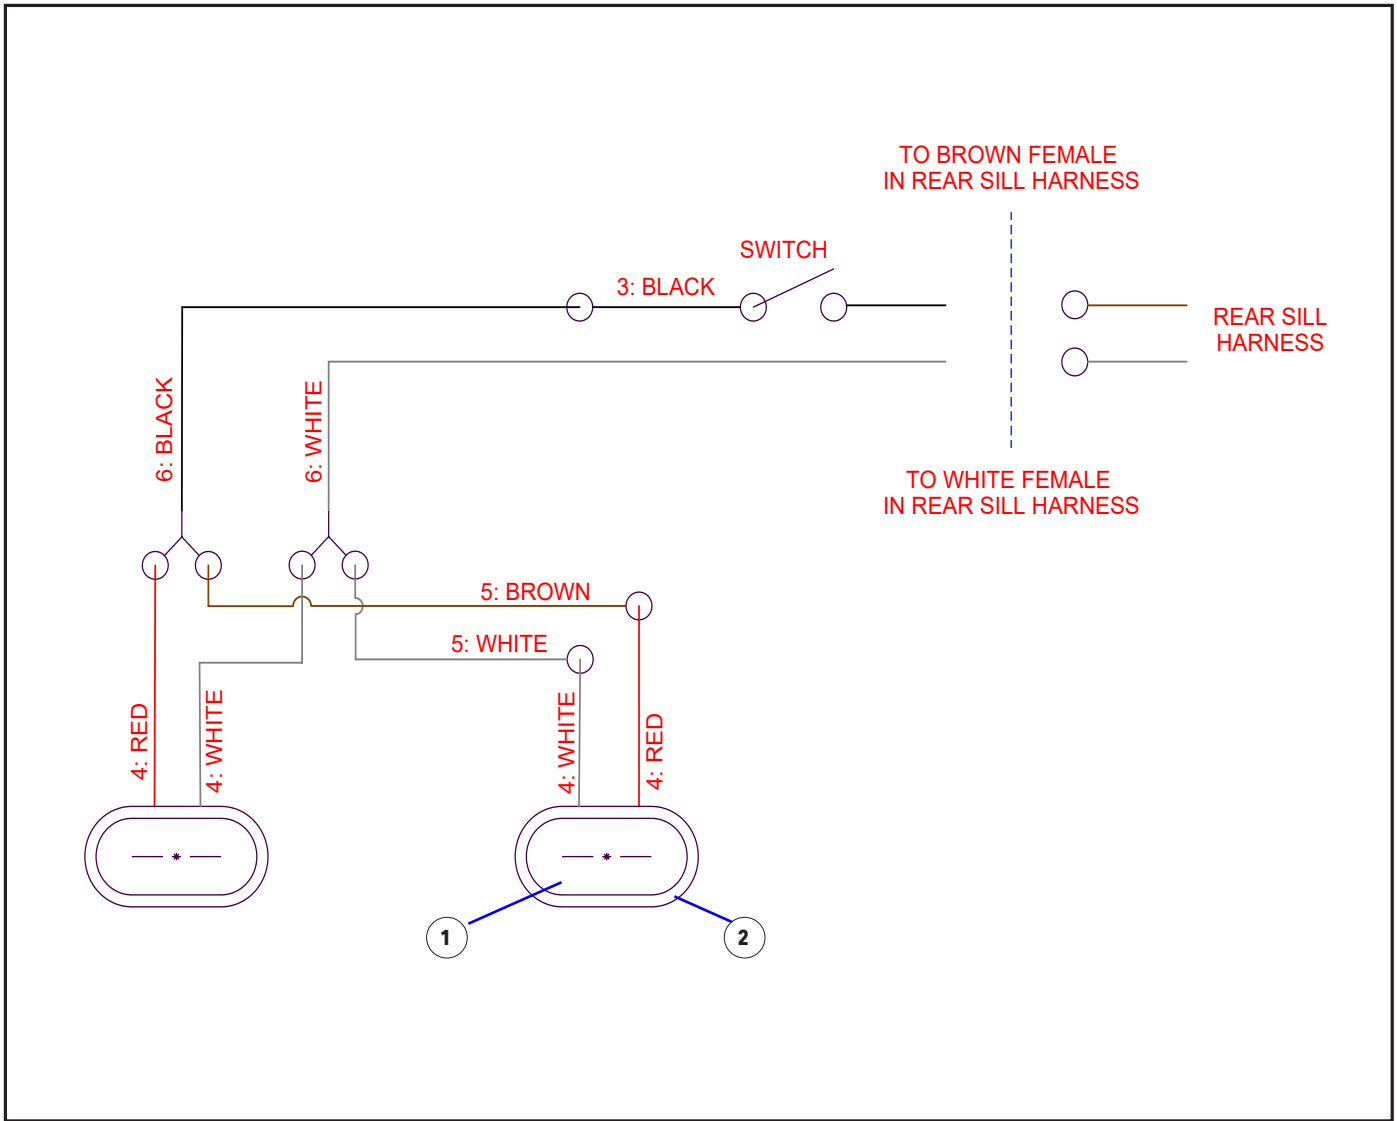 TO BROWN FEMALE
IN REAR SILL HARNESS
SWITCH
3: BLACK
REAR SILL
HARNESS
6: BLACK
6: WHITE
TO WHITE FEMALE
IN REAR SILL HARNESS
5: BROWN
5: WHITE
4: RED
4: WHITE
4: WHITE
4: RED
1
2